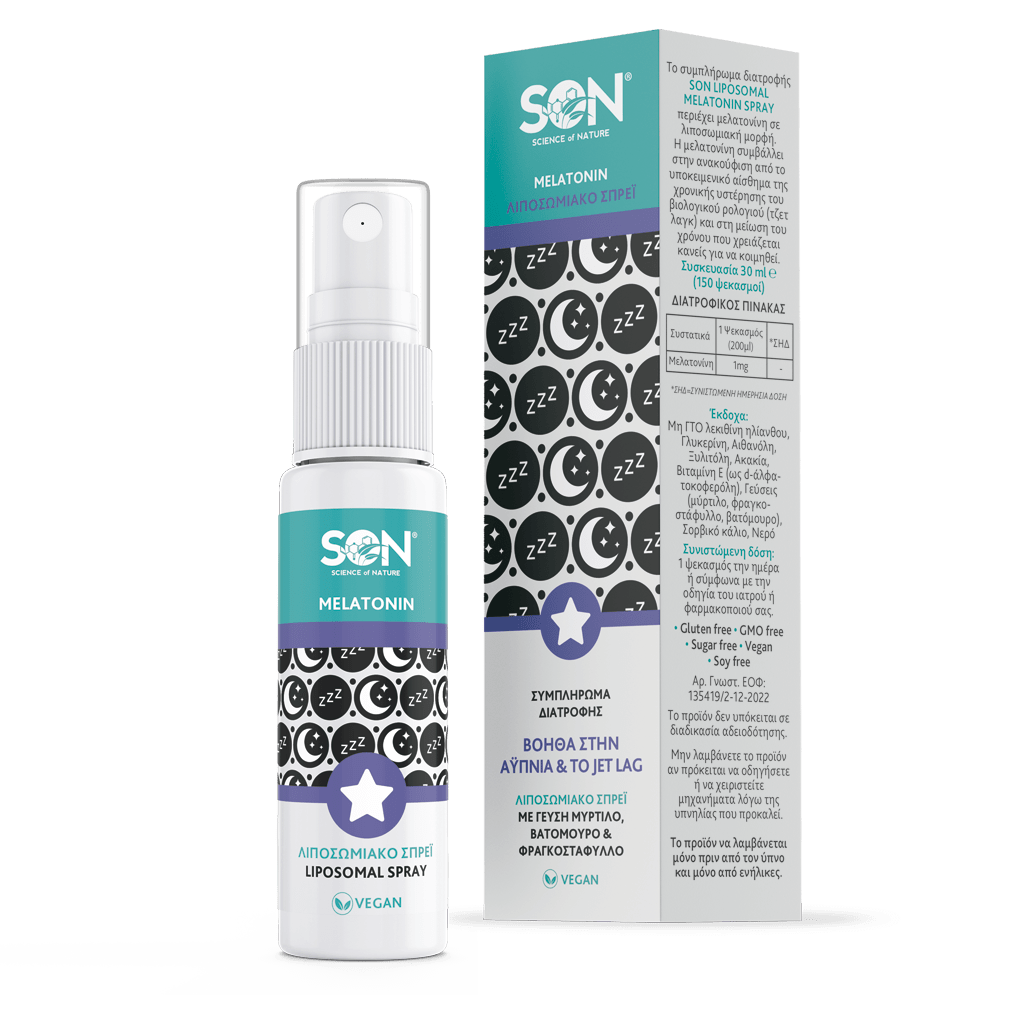 SON®
SCIENCE of NATURE
MELATONIN
ΛΙΠΟΣΩΜΙΑΚΟ ΣΠΡΕΪ
LIPOSOMAL SPRAY
VEGAN
SON®
SCIENCE of NATURE
MELATONIN
ΛΙΠΟΣΩΜΙΑΚΟ ΣΠΡΕΪ
zzz
zzz
zzz
zzz
zzz
zzz
ΣΥΜΠΛΗΡΩΜΑ
ΔΙΑΤΡΟΦΗΣ
ΒΟΗΘΑ ΣΤΗΝ
ΑΫΠΝΙΑ & ΤΟ JET LAG
ΛΙΠΟΣΩΜΙΑΚΟ ΣΠΡΕΪ
ΜΕ ΓΕΥΣΗ ΜΥΡΤΙΛΟ,
ΒΑΤΟΜΟΥΡΟ &
ΦΡΑΓΚΟΣΤΑΦΥΛΛΟ
VEGAN
Το συμπλήρωμα διατροφής
SON LIPOSOMAL
MELATONIN SPRAY
περιέχει μελατονίνη σε
λιποσωμιακή μορφή.
Η μελατονίνη συμβάλλει
στην ανακούφιση από το
υποκειμενικό αίσθημα της
χρονικής υστέρησης του
βιολογικού ρολογιού (τζετ
λαγκ) και στη μείωση του
χρόνου που χρειάζεται
κανείς για να κοιμηθεί.
Συσκευασία 30 ml ℮
(150 ψεκασμοί)
ΔΙΑΤΡΟΦΙΚΟΣ ΠΙΝΑΚΑΣ
Συστατικά 1 Ψεκασμός (200μl) *ΣΗΔ
Μελατονίνη 1mg -
*ΣΗΔ=ΣΥΝΙΣΤΩΜΕΝΗ ΗΜΕΡΗΣΙΑ ΔΟΣΗ
Έκδοχα:
Μη ΓΤΟ λεκιθίνη ηλίανθου,
Γλυκερίνη, Αιθανόλη,
Ξυλιτόλη, Ακακία,
Βιταμίνη Ε (ως d-άλφα-
τοκοφερόλη), Γεύσεις
(μύρτιλο, φραγκο-
στάφυλλο, βατόμουρο),
Σορβικό κάλιο, Νερό
Συνιστώμενη δόση:
1 ψεκασμός την ημέρα
ή σύμφωνα με την
οδηγία του ιατρού ή
φαρμακοποιού σας.
• Gluten free • GMO free
• Sugar free • Vegan
• Soy free
Αρ. Γνωστ. ΕΟΦ:
135419/2-12-2022
Το προϊόν δεν υπόκειται σε
διαδικασία αδειοδότησης.
Μην λαμβάνετε το προϊόν
αν πρόκειται να οδηγήσετε
ή να χειριστείτε
μηχανήματα λόγω της
υπνηλίας που προκαλεί.
Το προϊόν να λαμβάνεται
μόνο πριν από τον ύπνο
και μόνο από ενήλικες.